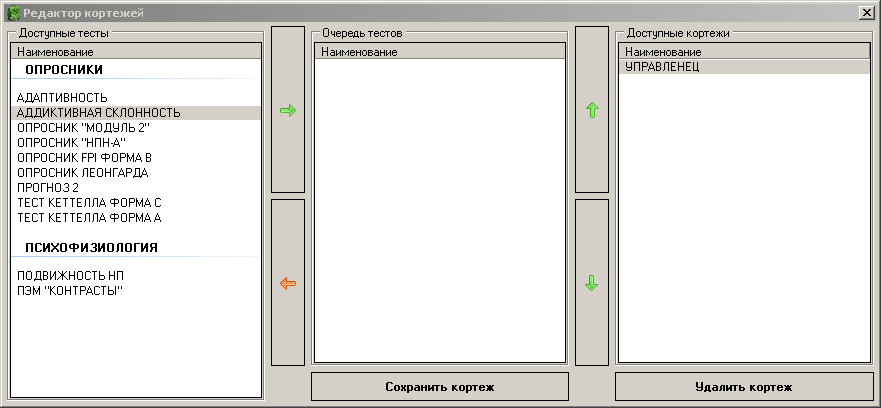 Редактор кортежей
Доступные тесты
Наименование
ОПРОСНИКИ
АДАПТИВНОСТЬ
АДДИКТИВНАЯ СКЛОННОСТЬ
ОПРОСНИК "МОДУЛЬ 2"
ОПРОСНИК "НПН-А"
ОПРОСНИК FPI ФОРМА B
ОПРОСНИК ЛЕОНГАРДА
ПРОГНОЗ 2
ТЕСТ КЕТТЕЛЛА ФОРМА С
ТЕСТ КЕТТЕЛЛА ФОРМА А
ПСИХОФИЗИОЛОГИЯ
ПОДВИЖНОСТЬ НП
ПЭМ "КОНТРАСТЫ"
Очередь тестов
Наименование
Сохранить кортеж
Доступные кортежи
Наименование
УПРАВЛЕНЕЦ
Удалить кортеж